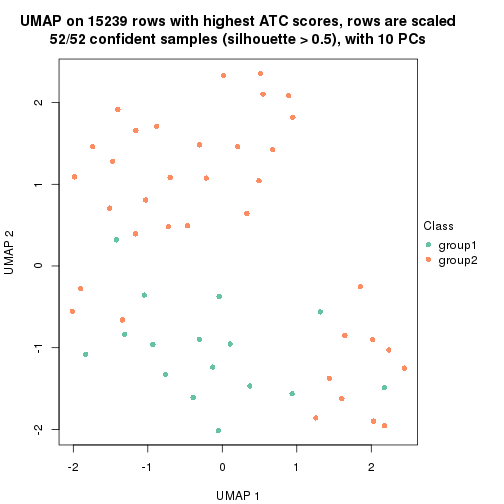 UMAP on 15239 rows with highest ATC scores, rows are scaled
52/52 confident samples (silhouette > 0.5), with 10 PCs
2
1
0
-1
-2
UMAP 2
-2
-1
0
1
2
UMAP 1
Class
group1
group2